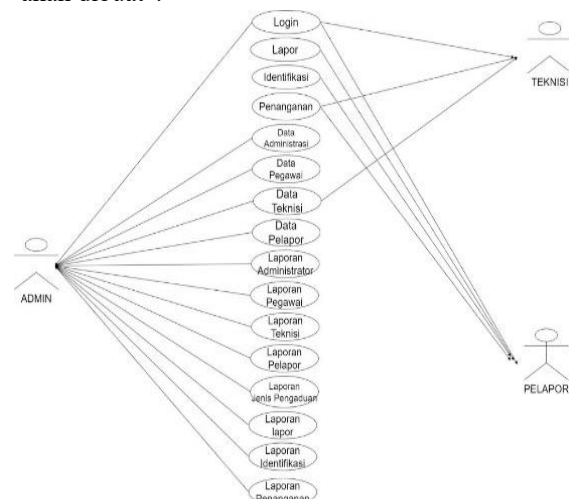 Login
Lapor
Identifikasi
Penanganan
Data
Administrasi
Data
Pegawai
Data
Teknisi
Data
Pelapor
Laporan
Administrator
Laporan
Pegawai
Laporan
Teknisi
Laporan
Pelapor
Laporan
Jenis Pengaduan
Laporan
lapor
Laporan
Identifikasi
Laporan
Penanganan
ADMIN
TEKNISI
PELAPOR